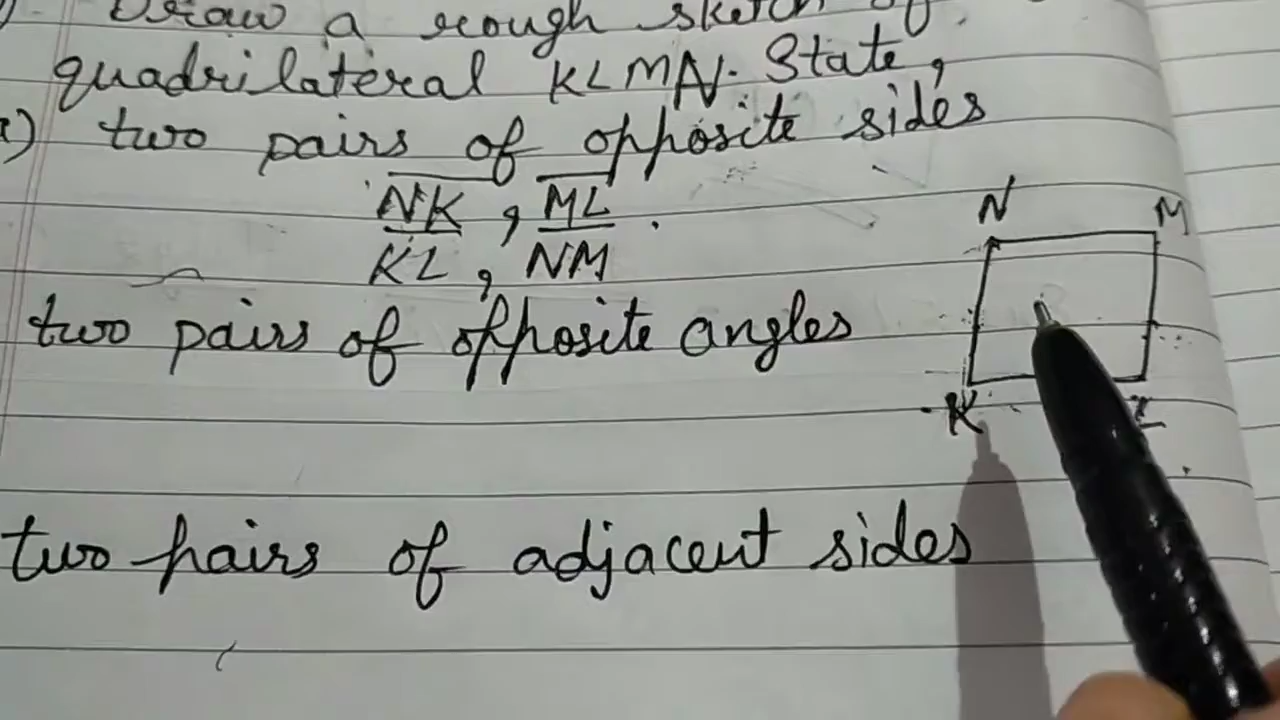 Draw a rough sketch of
quadrilateral KLMN. State,
two pairs of opposite sides
NK, ML.
KL, NM
N M
two pairs of opposite angles
K L
two pairs of adjacent sides